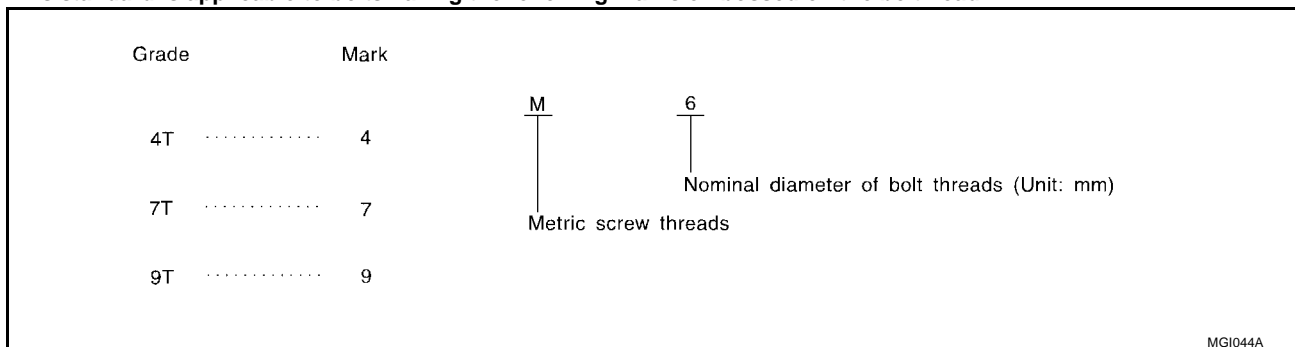 Grade Mark
M 6
4T ············· 4
Nominal diameter of bolt threads (Unit: mm)
7T ············· 7
Metric screw threads
9T ············· 9
MGI044A